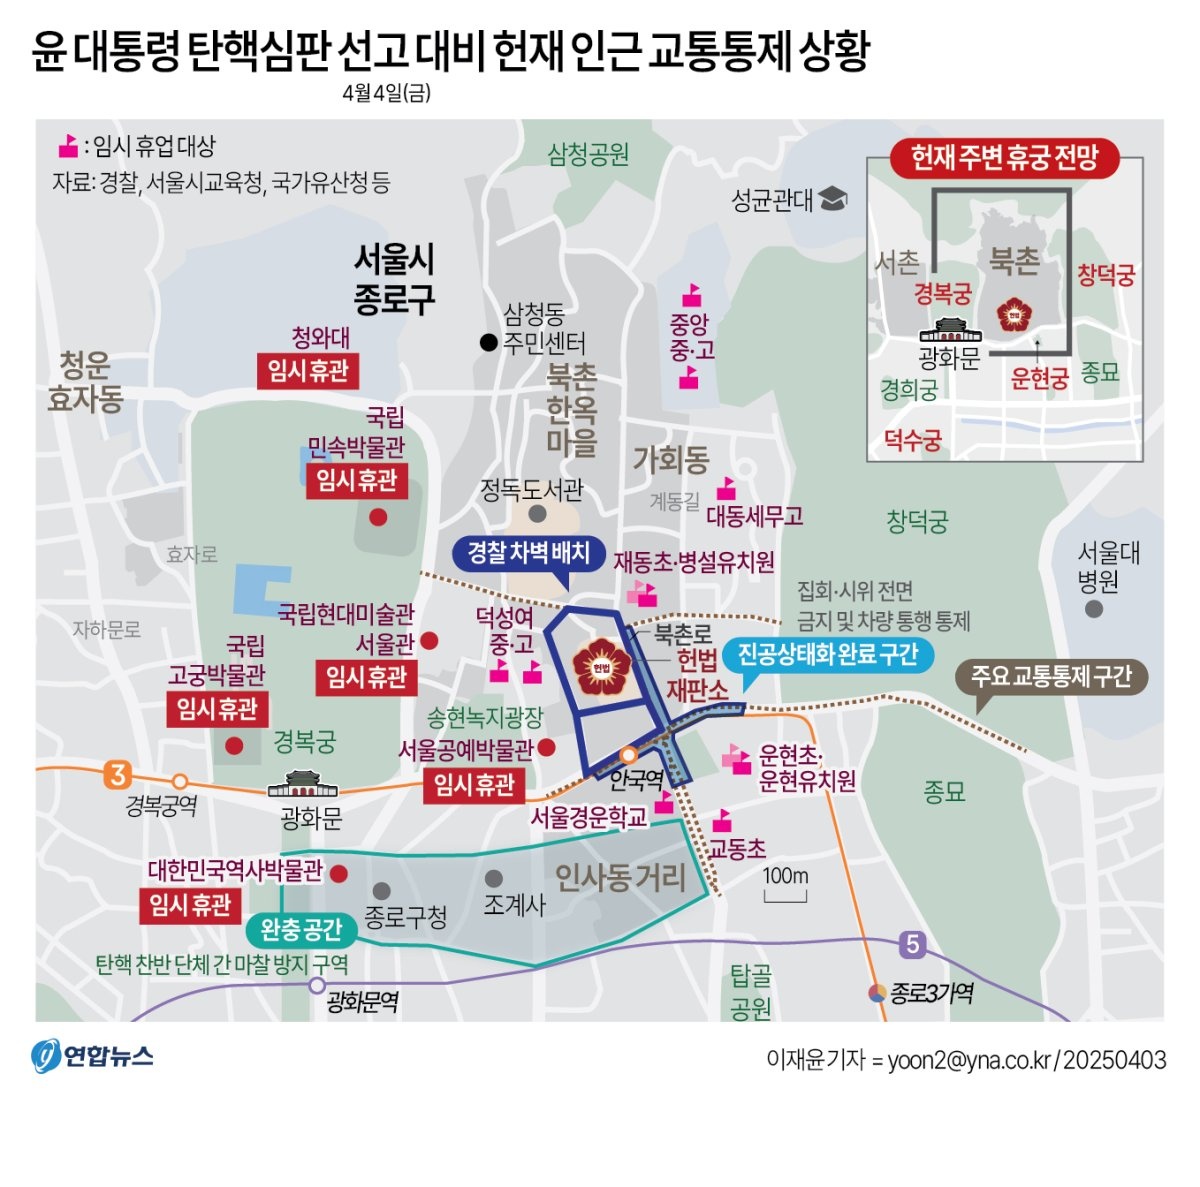 윤 대통령 탄핵심판 선고 대비 헌재 인근 교통통제 상황
4월 4일(금)
: 임시 휴업 대상
자료: 경찰, 서울시교육청, 국가유산청 등
삼청공원
성균관대
헌재 주변 휴궁 전망
서촌
북촌
창덕궁
경복궁
헌법
광화문
운현궁
종묘
경희궁
덕수궁
서울시
종로구
삼청동
주민센터
청와대
임시 휴관
중앙
중·고
청운
효자동
북촌
한옥
마을
국립
민속박물관
임시 휴관
가회동
정독도서관
계동길
대동세무고
창덕궁
경찰 차벽 배치
재동초·병설유치원
서울대
병원
효자로
집회·시위 전면
금지 및 차량 통행 통제
국립현대미술관
서울관
임시 휴관
덕성여
중·고
자하문로
북촌로
헌법
헌법
재판소
진공상태화 완료 구간
국립
고궁박물관
임시 휴관
주요 교통통제 구간
송현녹지광장
경복궁
서울공예박물관
임시 휴관
3
경복궁역
안국역
운현초·
운현유치원
광화문
종묘
서울경운학교
교동초
대한민국역사박물관
임시 휴관
인사동 거리
100m
종로구청
조계사
완충 공간
탄핵 찬반 단체 간 마찰 방지 구역
5
광화문역
탑골
공원
종로3가역
y 연합뉴스
이재윤 기자 = yoon2@yna.co.kr / 20250403